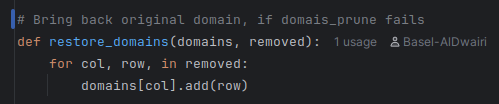 # Bring back original domain, if domais_prune fails
def restore_domains(domains, removed): 1 usage Basel-AlDwairi
for col, row, in removed:
domains[col].add(row)